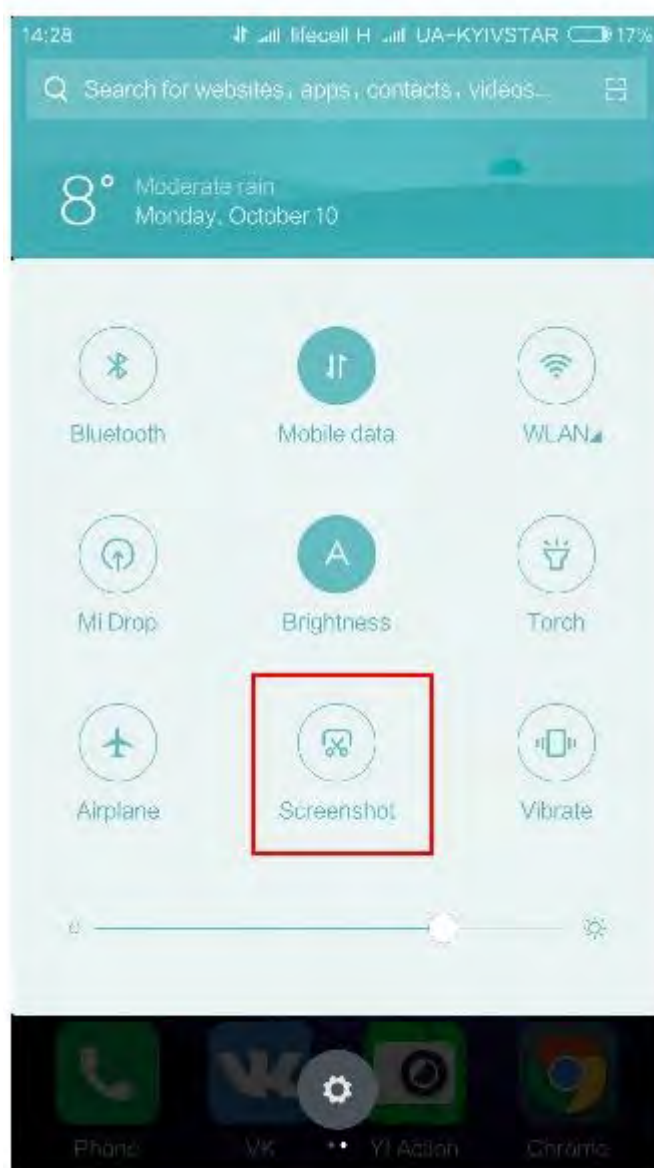 14:28 lifecell H UA-KYIVSTAR 17%
Search for websites, apps, contacts, videos...
8° Moderate rain
Monday, October 10
Bluetooth Mobile data WLAN
Mi Drop A Brightness Torch
Airplane Screenshot Vibrate
Phone VK YI Action Chrome